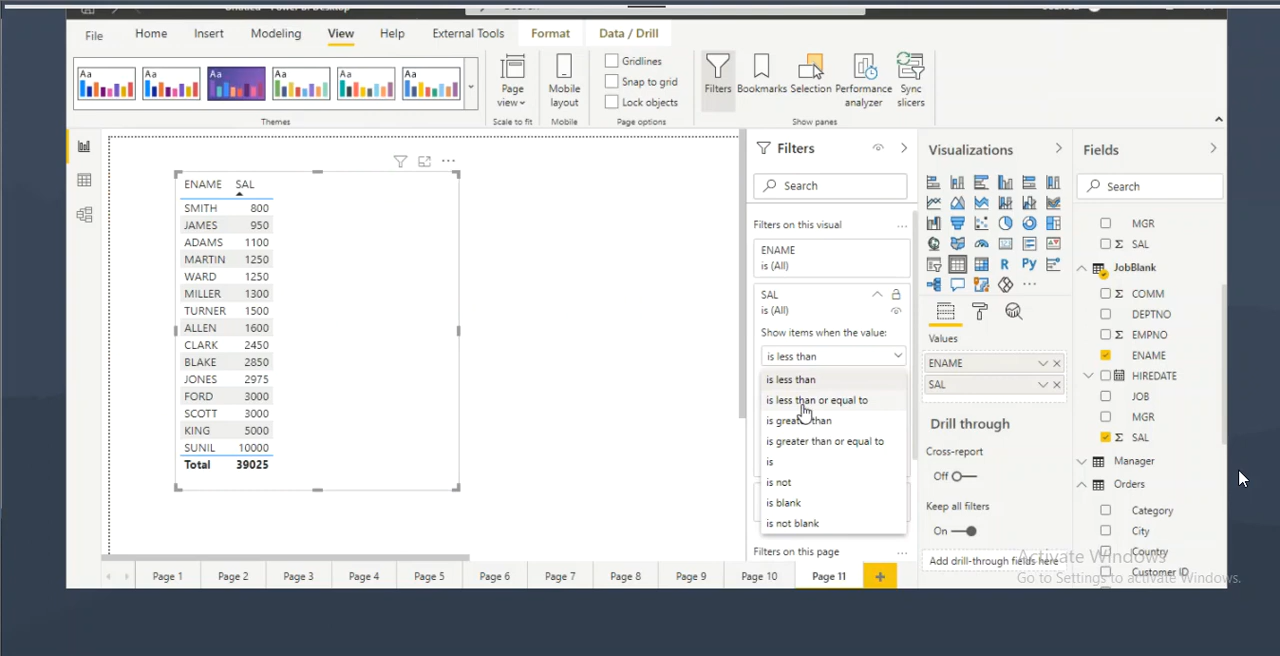 File Home Insert Modeling View Help External Tools Format Data / Drill
Aa Aa Aa Aa Aa Aa
Page view
Mobile layout
Gridlines
Snap to grid
Lock objects
Filters Bookmarks Selection Performance analyzer Sync slicers
Themes Scale to fit Mobile Page options Show panes
ENAME SAL
SMITH 800
JAMES 950
ADAMS 1100
MARTIN 1250
WARD 1250
MILLER 1300
TURNER 1500
ALLEN 1600
CLARK 2450
BLAKE 2850
JONES 2975
FORD 3000
SCOTT 3000
KING 5000
SUNIL 10000
Total 39025
Filters
Search
Filters on this visual
ENAME
is (All)
SAL
is (All)
Show items when the value:
is less than
is less than
is less than or equal to
is greater than
is greater than or equal to
is
is not
is blank
is not blank
Filters on this page
Visualizations
R Py
Values
ENAME
SAL
Drill through
Cross-report
Off
Keep all filters
On
Add drill-through fields here
Fields
Search
MGR
Σ SAL
JobBlank
Σ COMM
DEPTNO
Σ EMPNO
ENAME
HIREDATE
JOB
MGR
Σ SAL
Manager
Orders
Category
City
Country
Customer ID
Activate Windows
Go to Settings to activate Windows.
Page 1 Page 2 Page 3 Page 4 Page 5 Page 6 Page 7 Page 8 Page 9 Page 10 Page 11 +